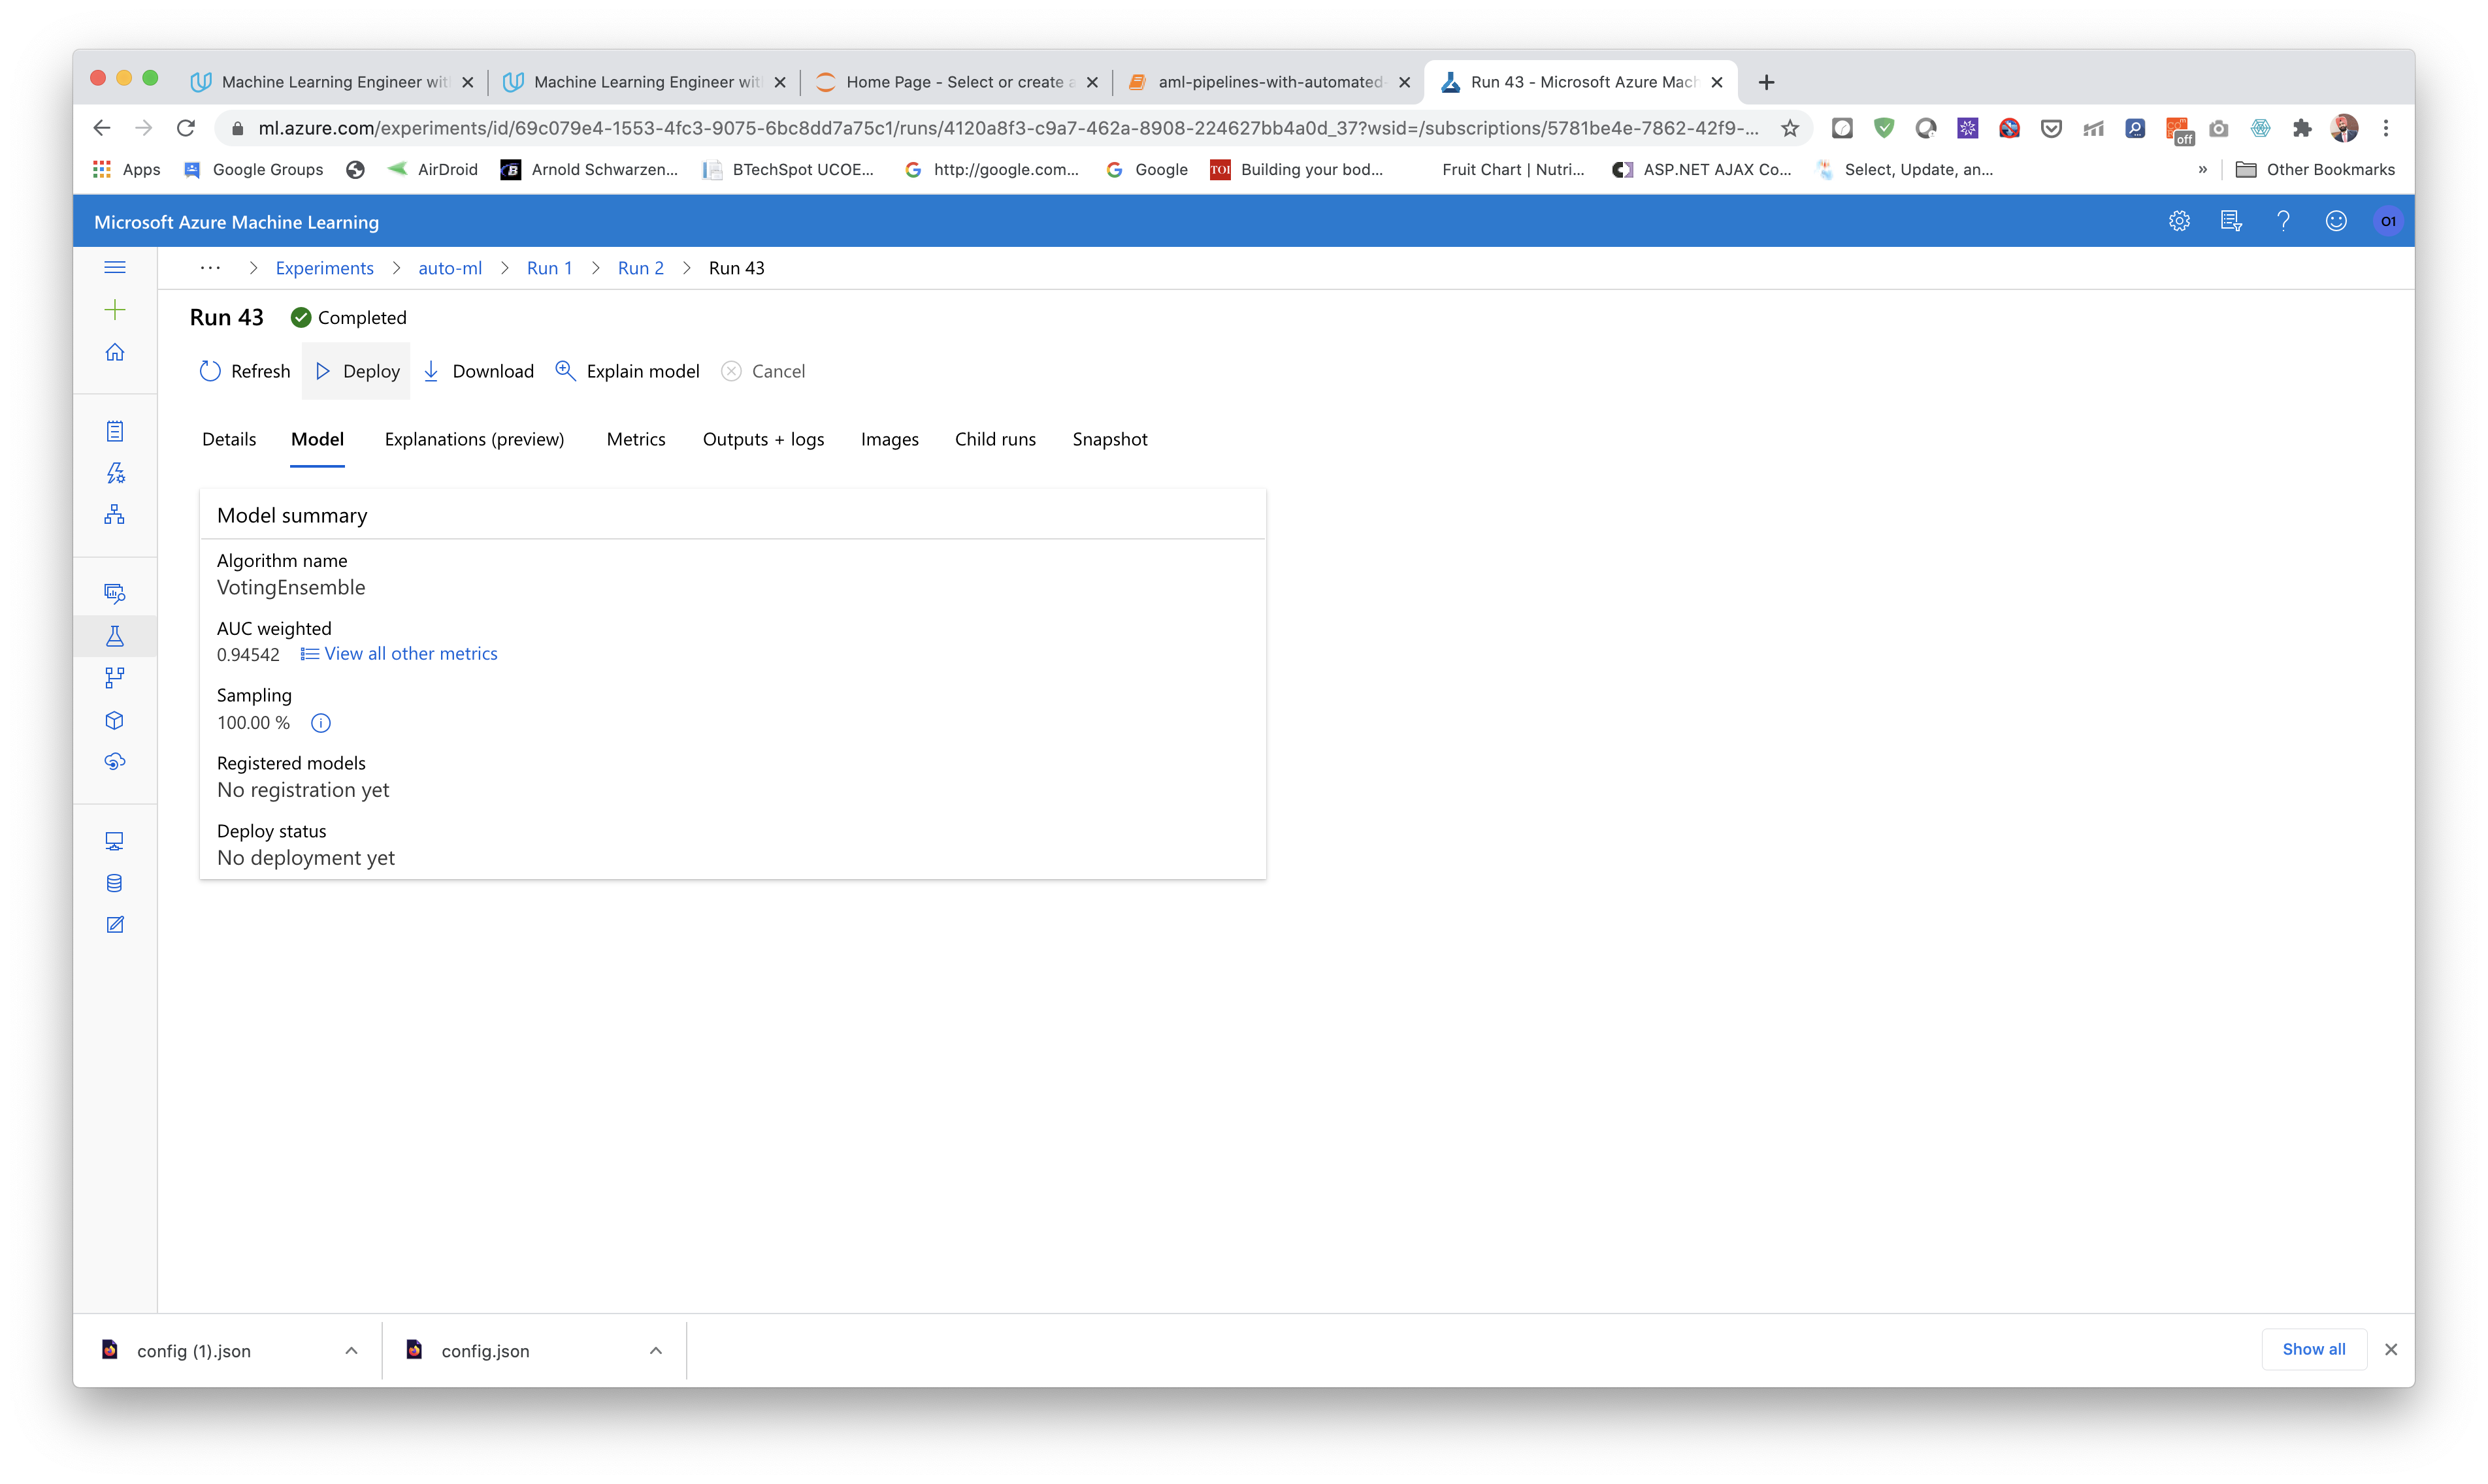 Machine Learning Engineer wit
Machine Learning Engineer wit
Home Page - Select or create a
aml-pipelines-with-automated-
Run 43 - Microsoft Azure Mach
ml.azure.com/experiments/id/69c079e4-1553-4fc3-9075-6bc8dd7a75c1/runs/4120a8f3-c9a7-462a-8908-224627bb4a0d_37?wsid=/subscriptions/5781be4e-7862-42f9-...
off
Apps
Google Groups
AirDroid
Arnold Schwarzen...
BTechSpot UCOE...
http://google.com...
Google
TOI
Building your bod...
Fruit Chart | Nutri...
ASP.NET AJAX Co...
Select, Update, an...
»
Other Bookmarks
Microsoft Azure Machine Learning
?
O1
... > Experiments > auto-ml > Run 1 > Run 2 > Run 43
Run 43 Completed
Refresh Deploy Download Explain model Cancel
Details Model Explanations (preview) Metrics Outputs + logs Images Child runs Snapshot
Model summary
Algorithm name
VotingEnsemble
AUC weighted
0.94542 View all other metrics
Sampling
100.00 %
Registered models
No registration yet
Deploy status
No deployment yet
config (1).json
config.json
Show all